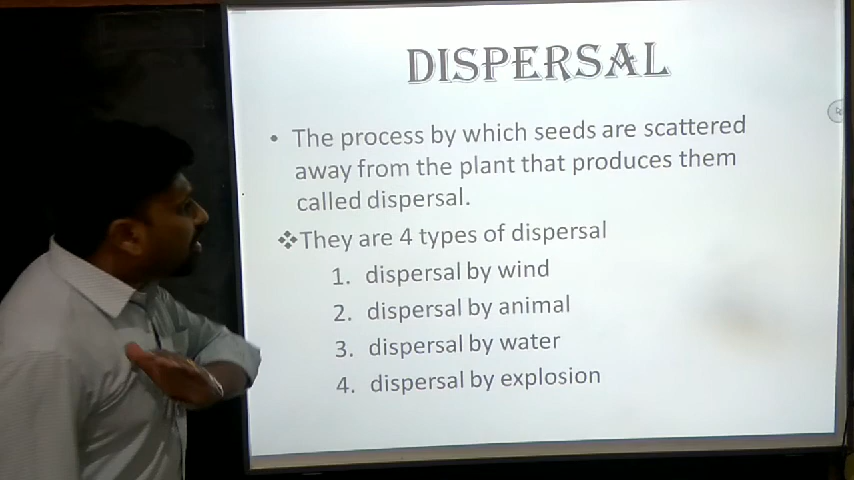 DISPERSAL
• The process by which seeds are scattered
away from the plant that produces them
called dispersal.
❖They are 4 types of dispersal
1. dispersal by wind
2. dispersal by animal
3. dispersal by water
4. dispersal by explosion